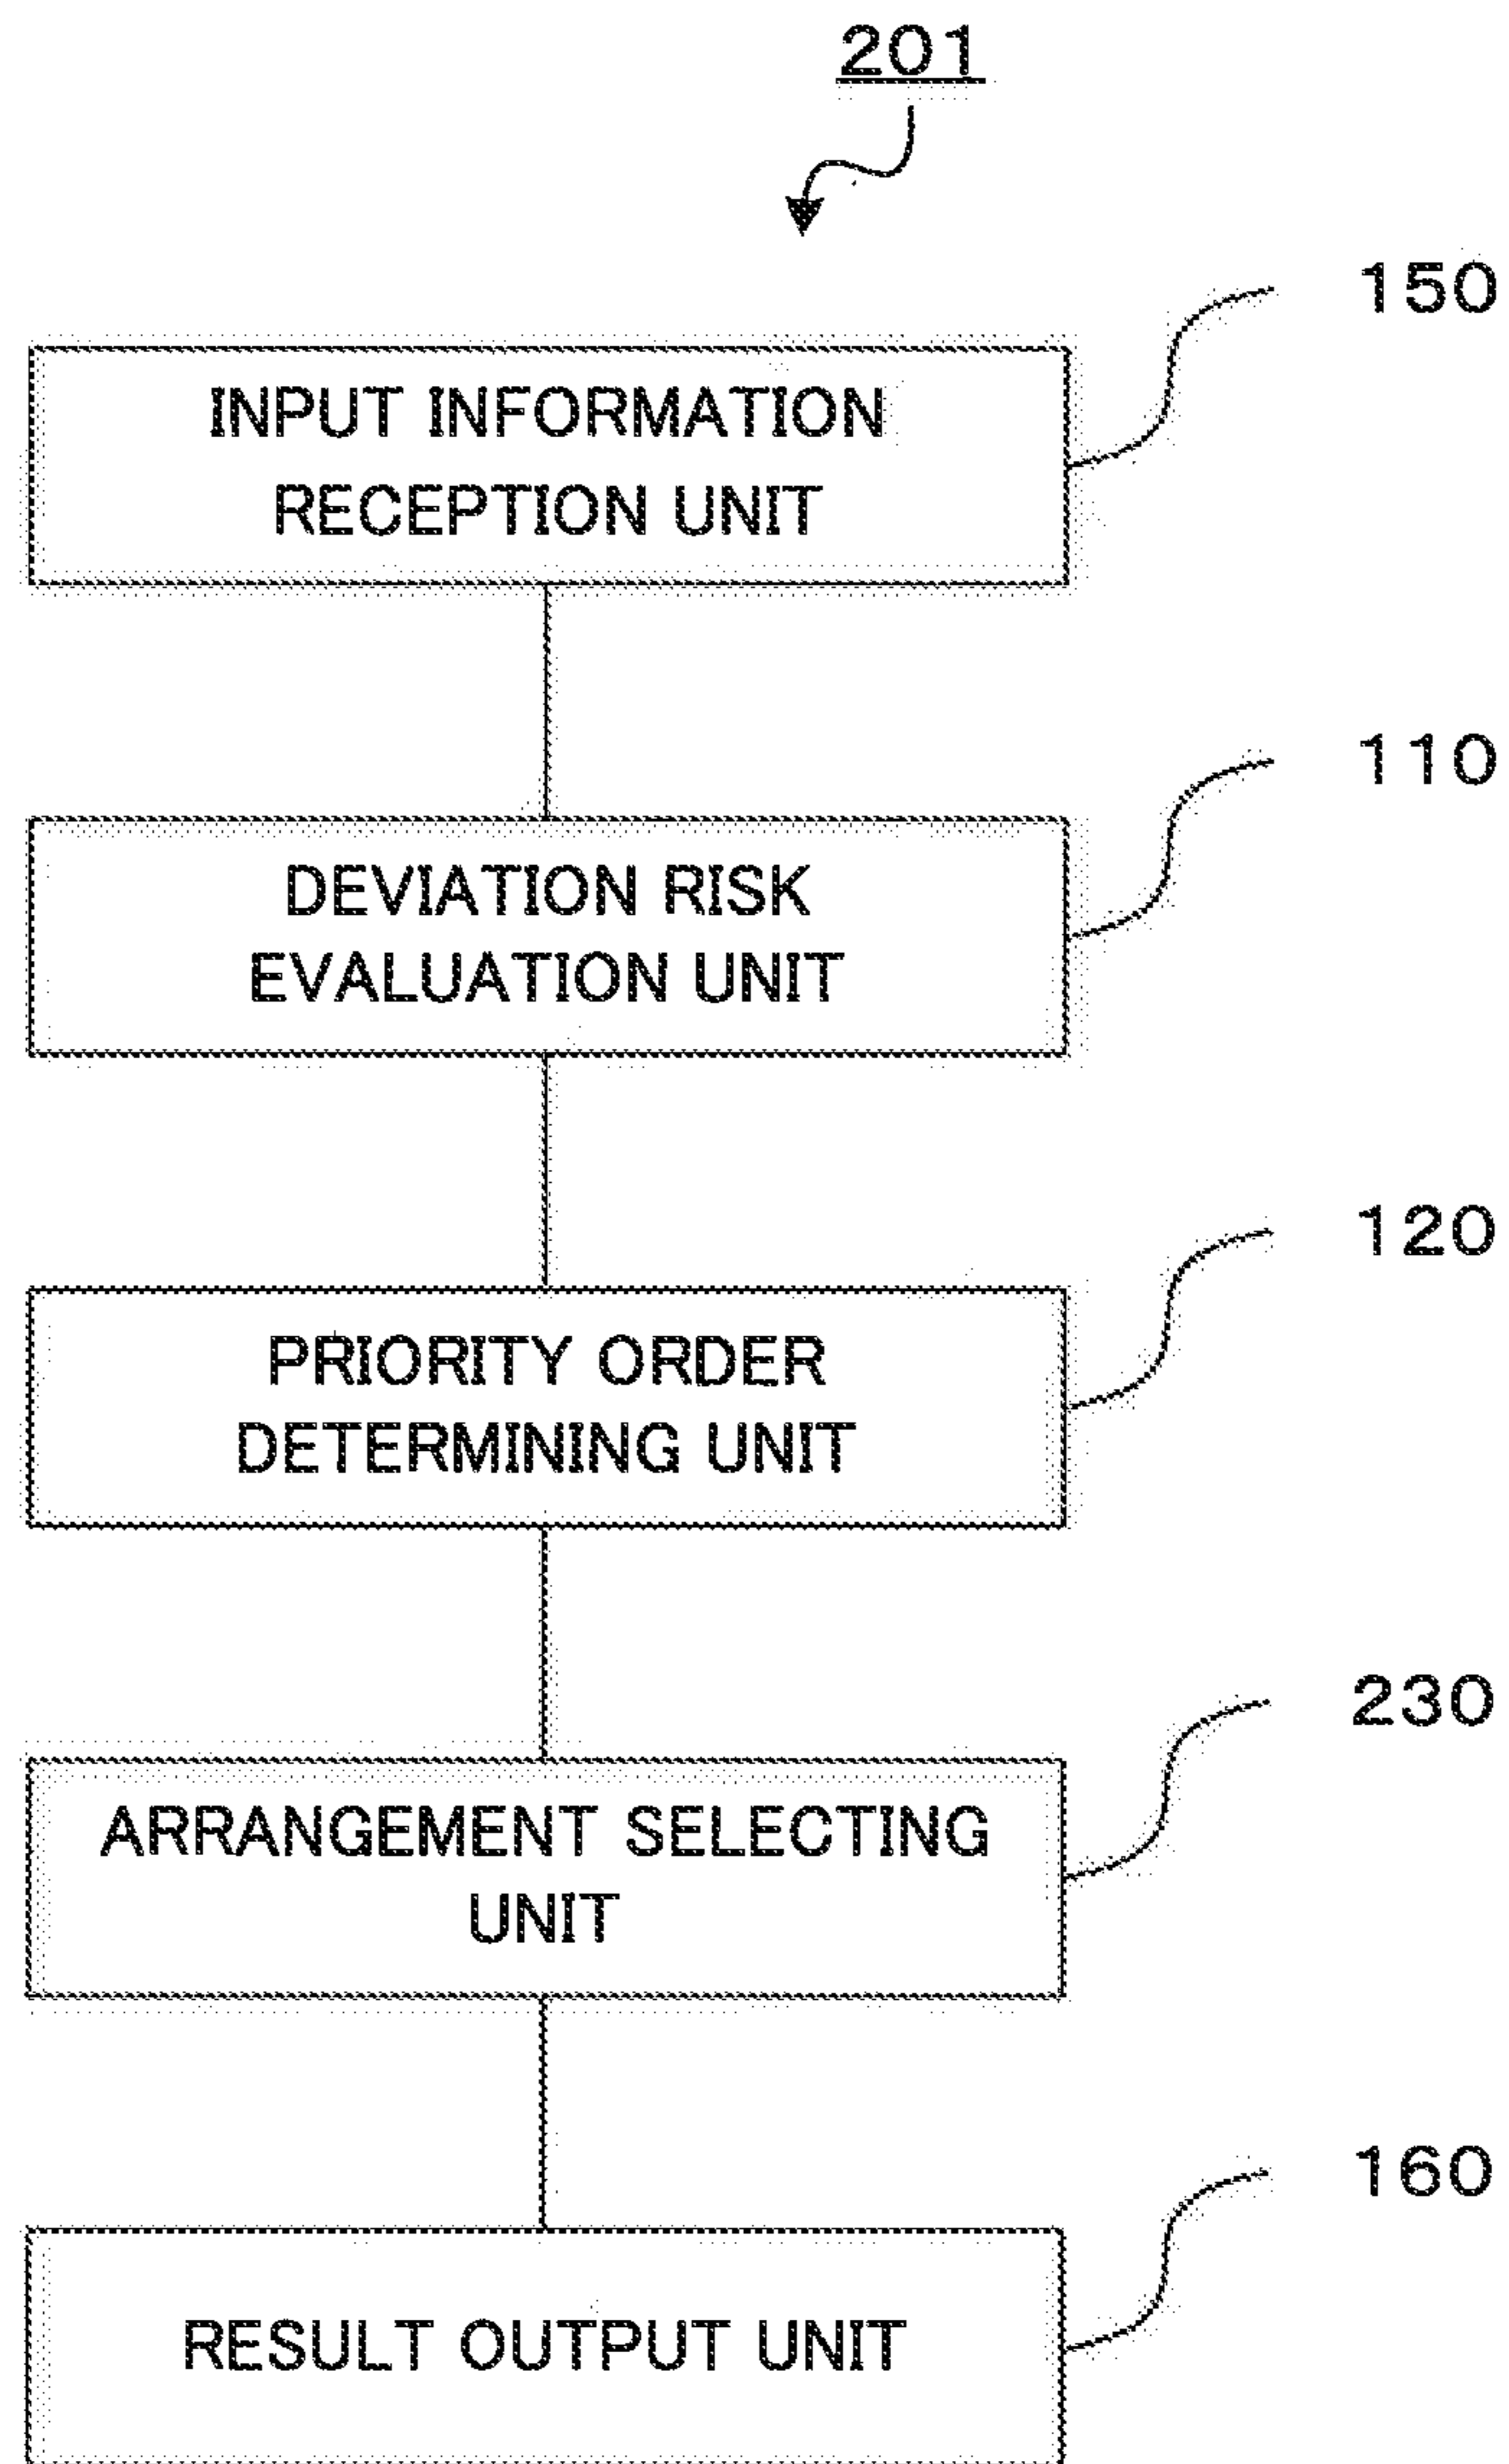 201
150
INPUT INFORMATION
RECEPTION UNIT
110
DEVIATION RISK
EVALUATION UNIT
120
PRIORITY ORDER
DETERMINING UNIT
230
ARRANGEMENT SELECTING
UNIT
160
RESULT OUTPUT UNIT